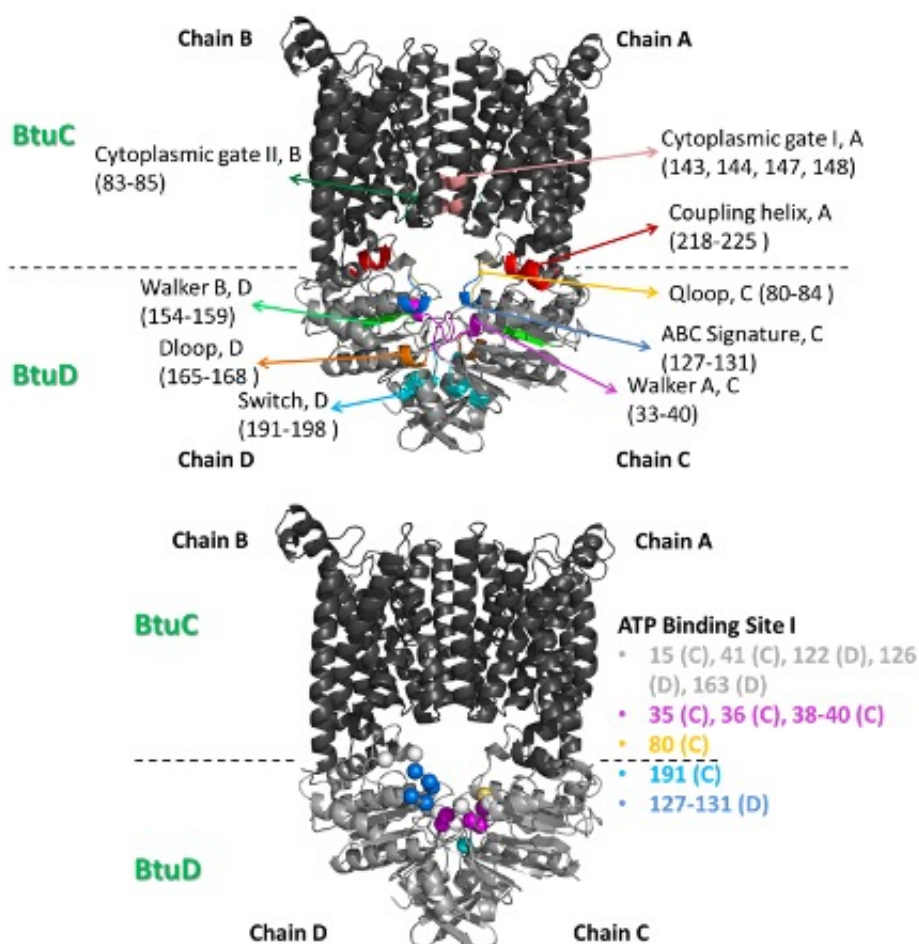 Chain B
Chain A
BtuC
Cytoplasmic gate II, B
(83-85)
Cytoplasmic gate I, A
(143, 144, 147, 148)
Coupling helix, A
(218-225 )
Walker B, D
(154-159)
Qloop, C (80-84 )
ABC Signature, C
(127-131)
Dloop, D
(165-168 )
BtuD
Walker A, C
(33-40)
Switch, D
(191-198 )
Chain D
Chain C
Chain B
Chain A
BtuC
ATP Binding Site I
• 15 (C), 41 (C), 122 (D), 126
(D), 163 (D)
• 35 (C), 36 (C), 38-40 (C)
• 80 (C)
• 191 (C)
• 127-131 (D)
BtuD
Chain D
Chain C